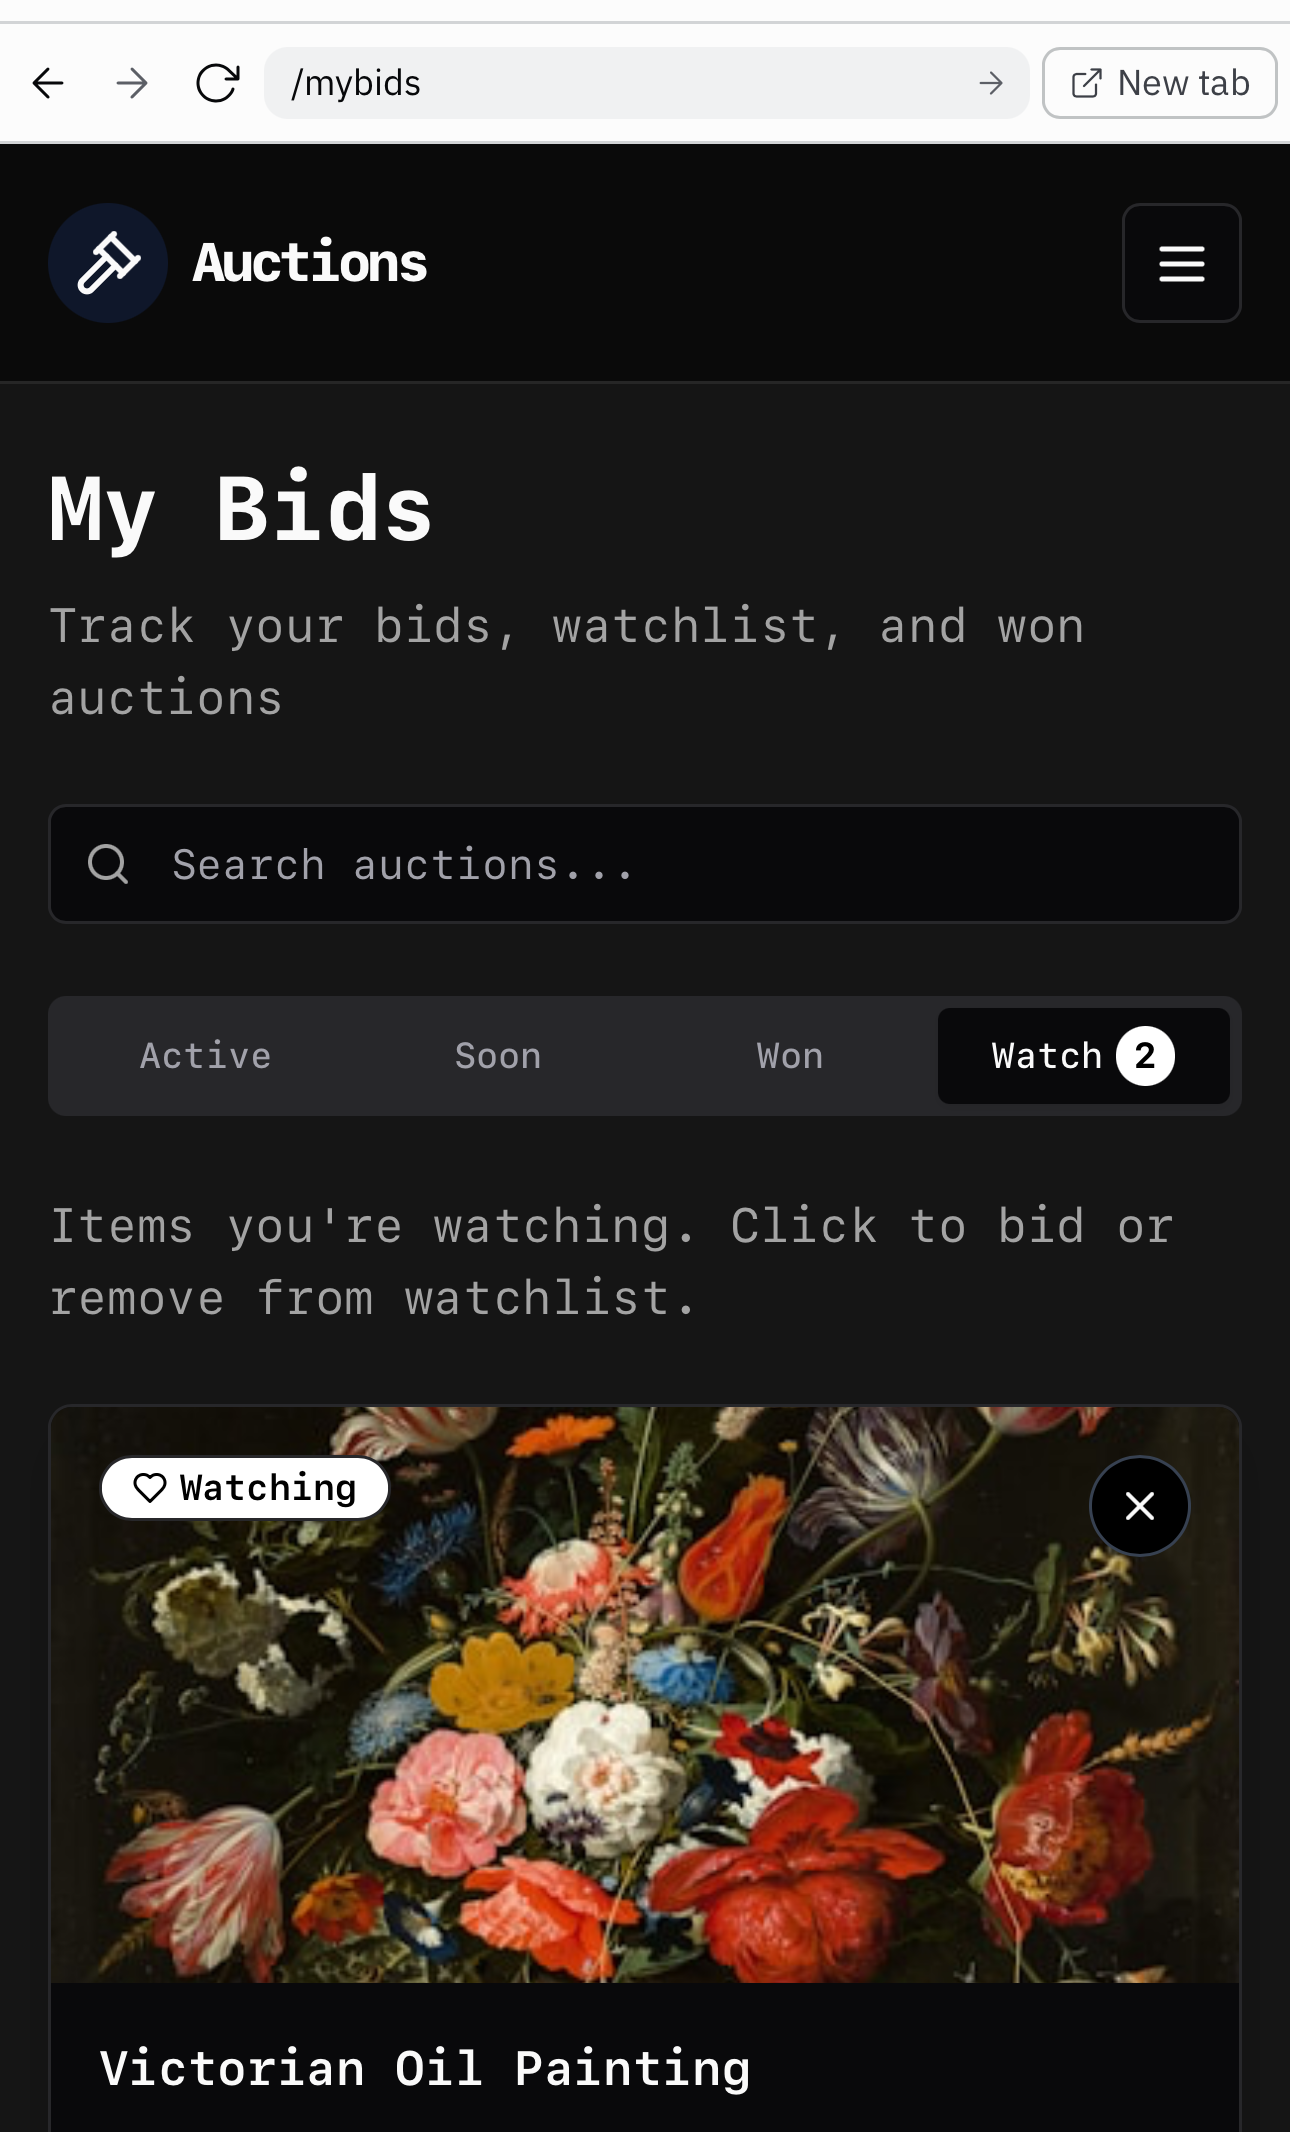 /mybids
New tab
Auctions
My Bids
Track your bids, watchlist, and won
auctions
Search auctions...
Active Soon Won Watch 2
Items you're watching. Click to bid or
remove from watchlist.
Watching
Victorian Oil Painting